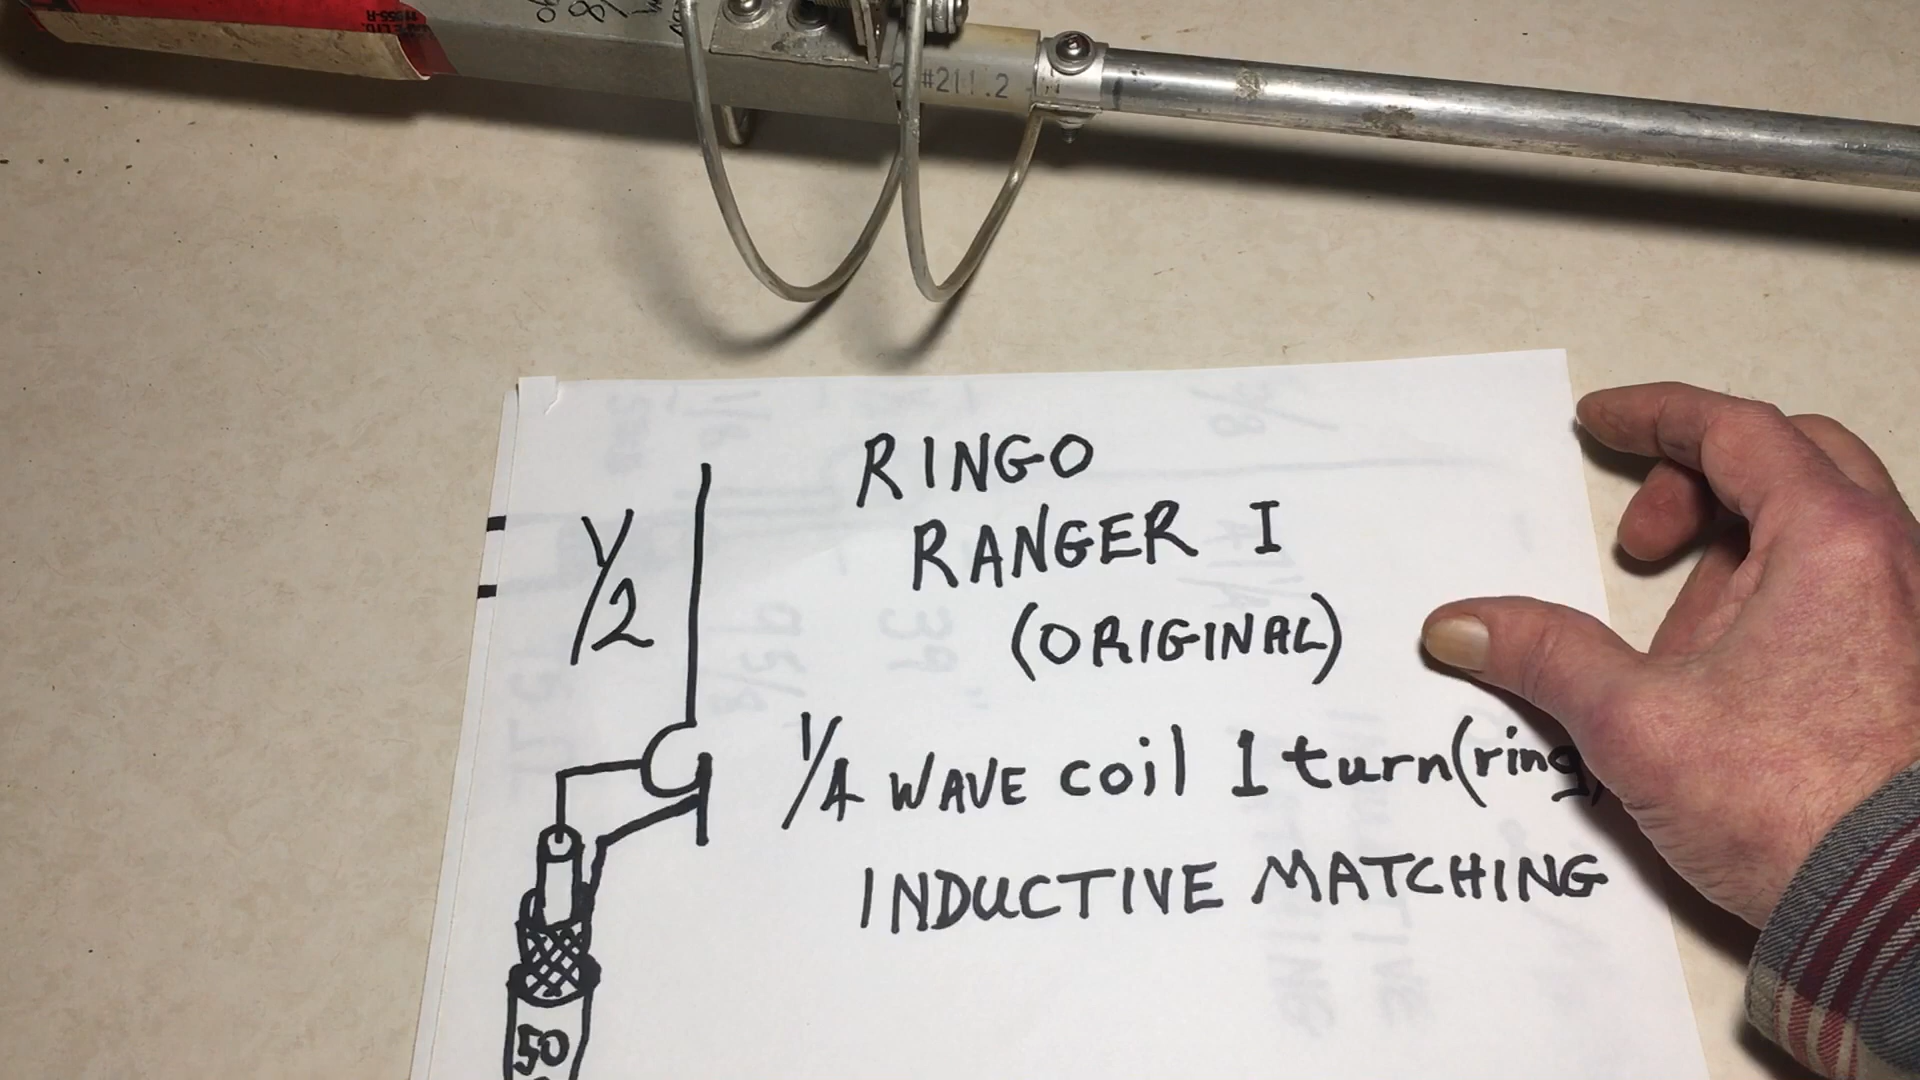 #211.2
RINGO
RANGER I
(ORIGINAL)
1/2
1/4 WAVE coil 1 turn(ring)
INDUCTIVE MATCHING
50